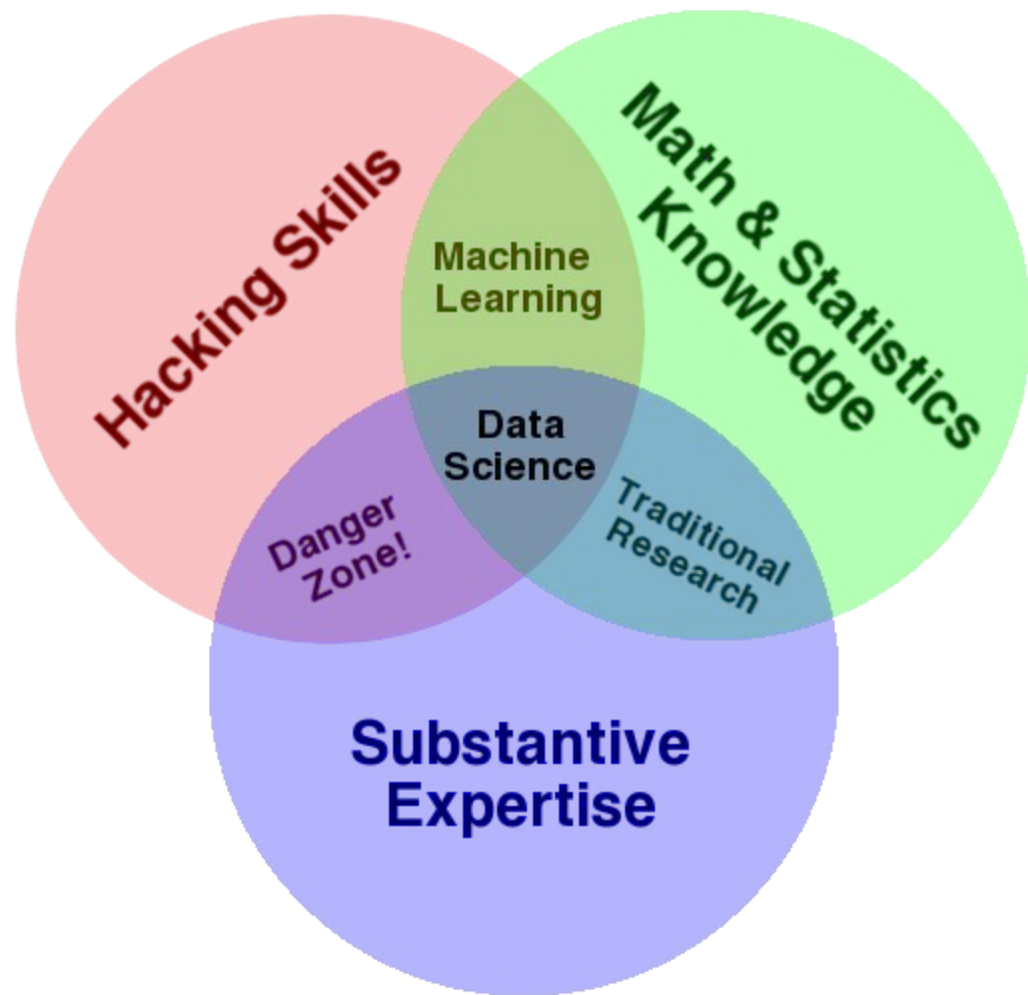 Hacking Skills
Math & Statistics
Knowledge
Machine
Learning
Data
Science
Danger
Zone!
Traditional
Research
Substantive
Expertise